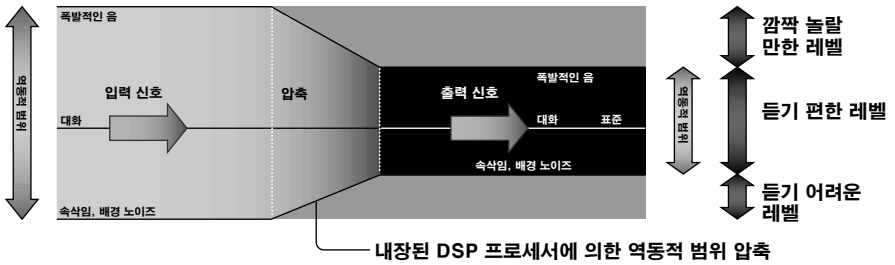 폭발적인 음
역동적 범위
입력 신호
대화
속삭임, 배경 노이즈
압축
출력 신호
폭발적인 음
대화
표준
속삭임, 배경 노이즈
역동적 범위
깜짝 놀랄
만한 레벨
듣기 편한 레벨
듣기 어려운
레벨
내장된 DSP 프로세서에 의한 역동적 범위 압축